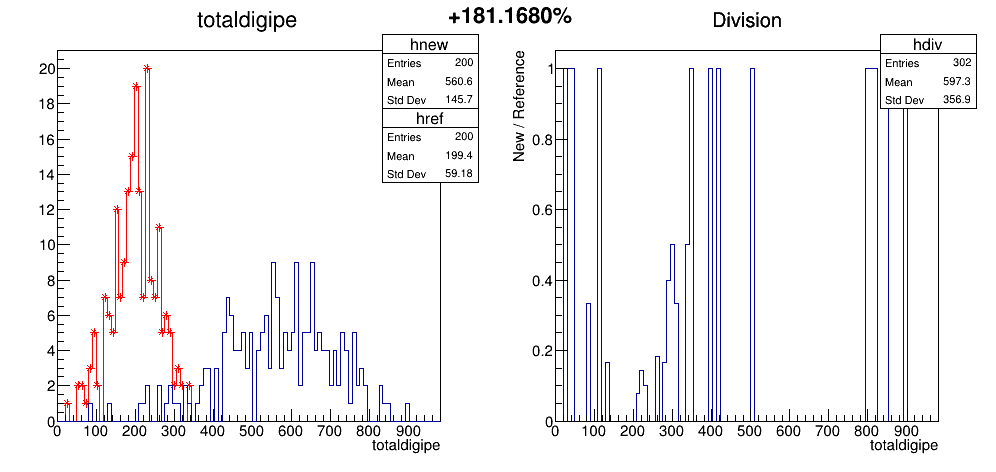 +181.1680%
totaldigipe
hnew
Entries 200
Mean 560.6
Std Dev 145.7
href
Entries 200
Mean 199.4
Std Dev 59.18
20
18
16
14
12
10
8
6
4
2
0
0 100 200 300 400 500 600 700 800 900
totaldigipe
Division
hdiv
Entries 302
Mean 597.3
Std Dev 356.9
New / Reference
1
0.8
0.6
0.4
0.2
0
0 100 200 300 400 500 600 700 800 900
totaldigipe